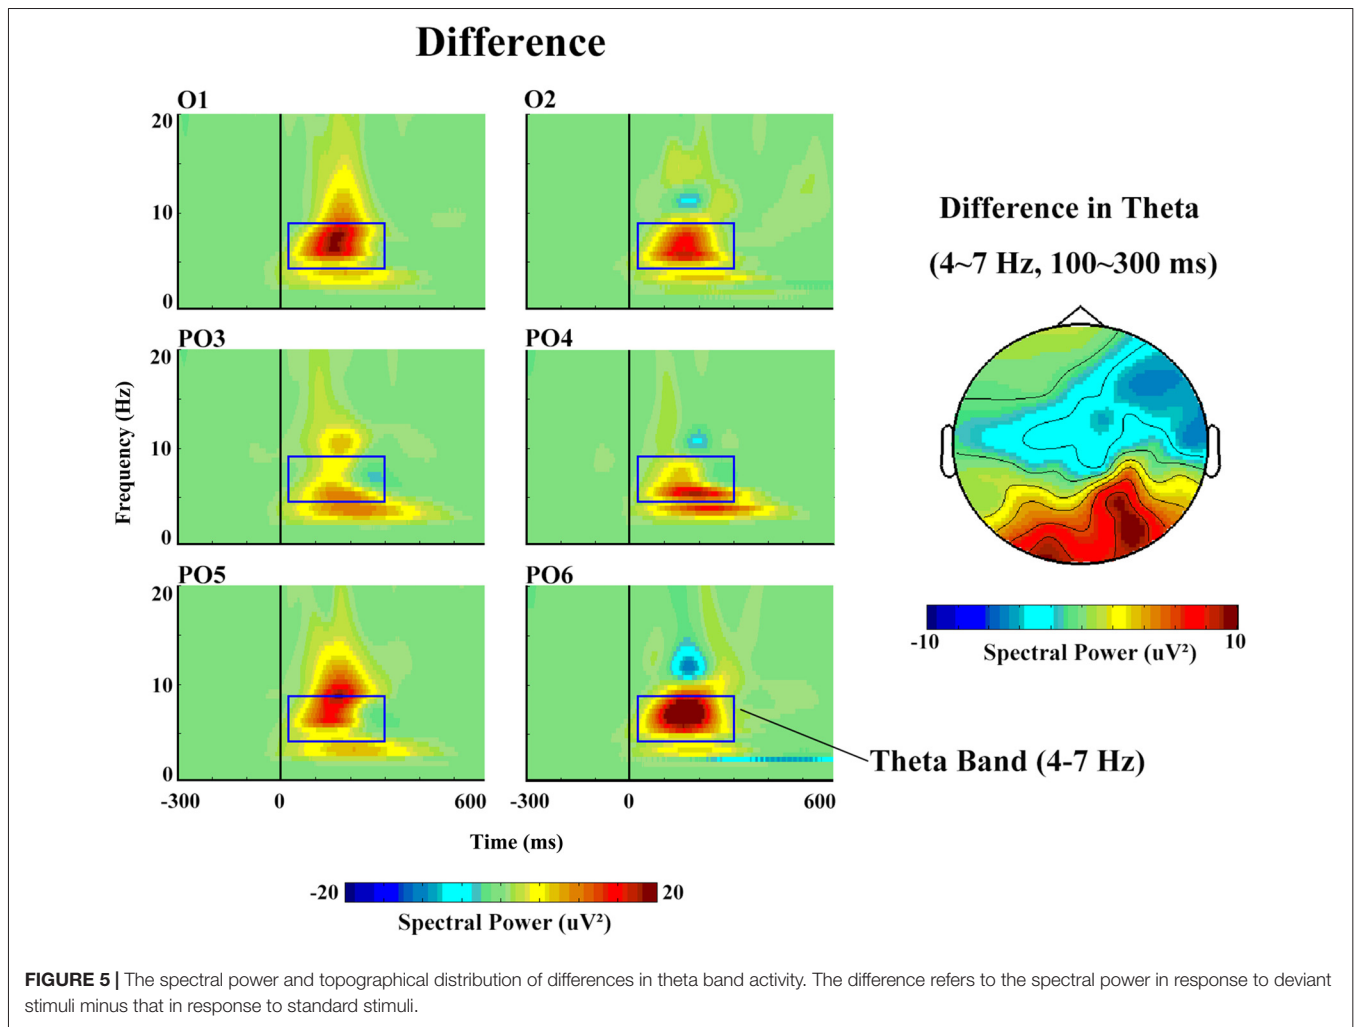 Difference
O1
O2
20
10
0
Difference in Theta
(4~7 Hz, 100~300 ms)
PO3
PO4
20
10
0
Frequency (Hz)
PO5
PO6
20
10
0
-10
10
Spectral Power (uV²)
Theta Band (4-7 Hz)
-300
0
600
-300
0
600
Time (ms)
-20
20
Spectral Power (uV²)
FIGURE 5 | The spectral power and topographical distribution of differences in theta band activity. The difference refers to the spectral power in response to deviant
stimuli minus that in response to standard stimuli.